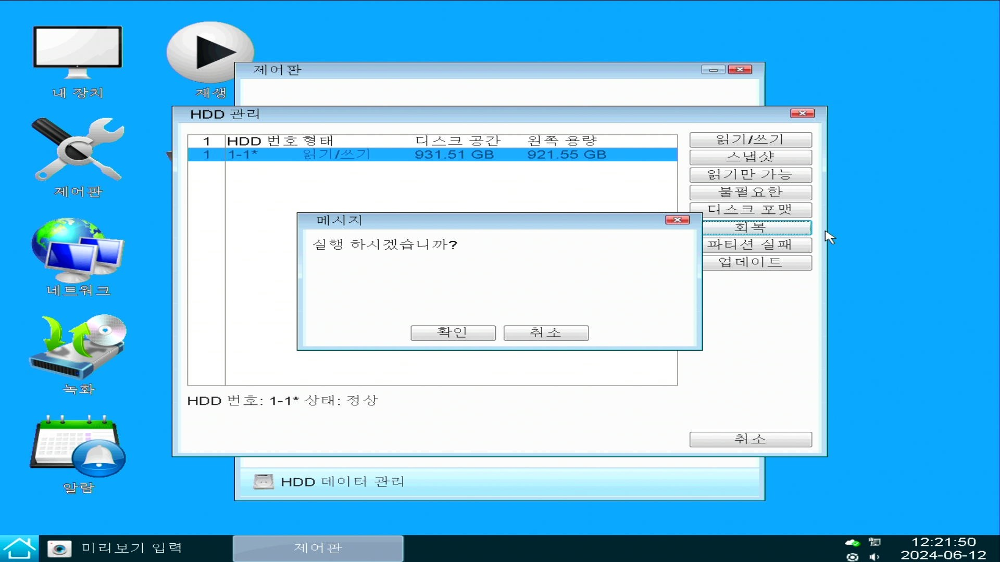 내 장치
재생
제어판
네트워크
녹화
알람
제어판
HDD 관리
1 HDD 번호 형태 디스크 공간 왼쪽 용량
1 1-1* 읽기/쓰기 931.51 GB 921.55 GB
읽기/쓰기
스냅샷
읽기만 가능
불필요한
디스크 포맷
회복
파티션 실패
업데이트
메시지
실행 하시겠습니까?
확인 취소
HDD 번호: 1-1* 상태: 정상
취소
HDD 데이터 관리
미리보기 입력
제어판
12:21:50
2024-06-12